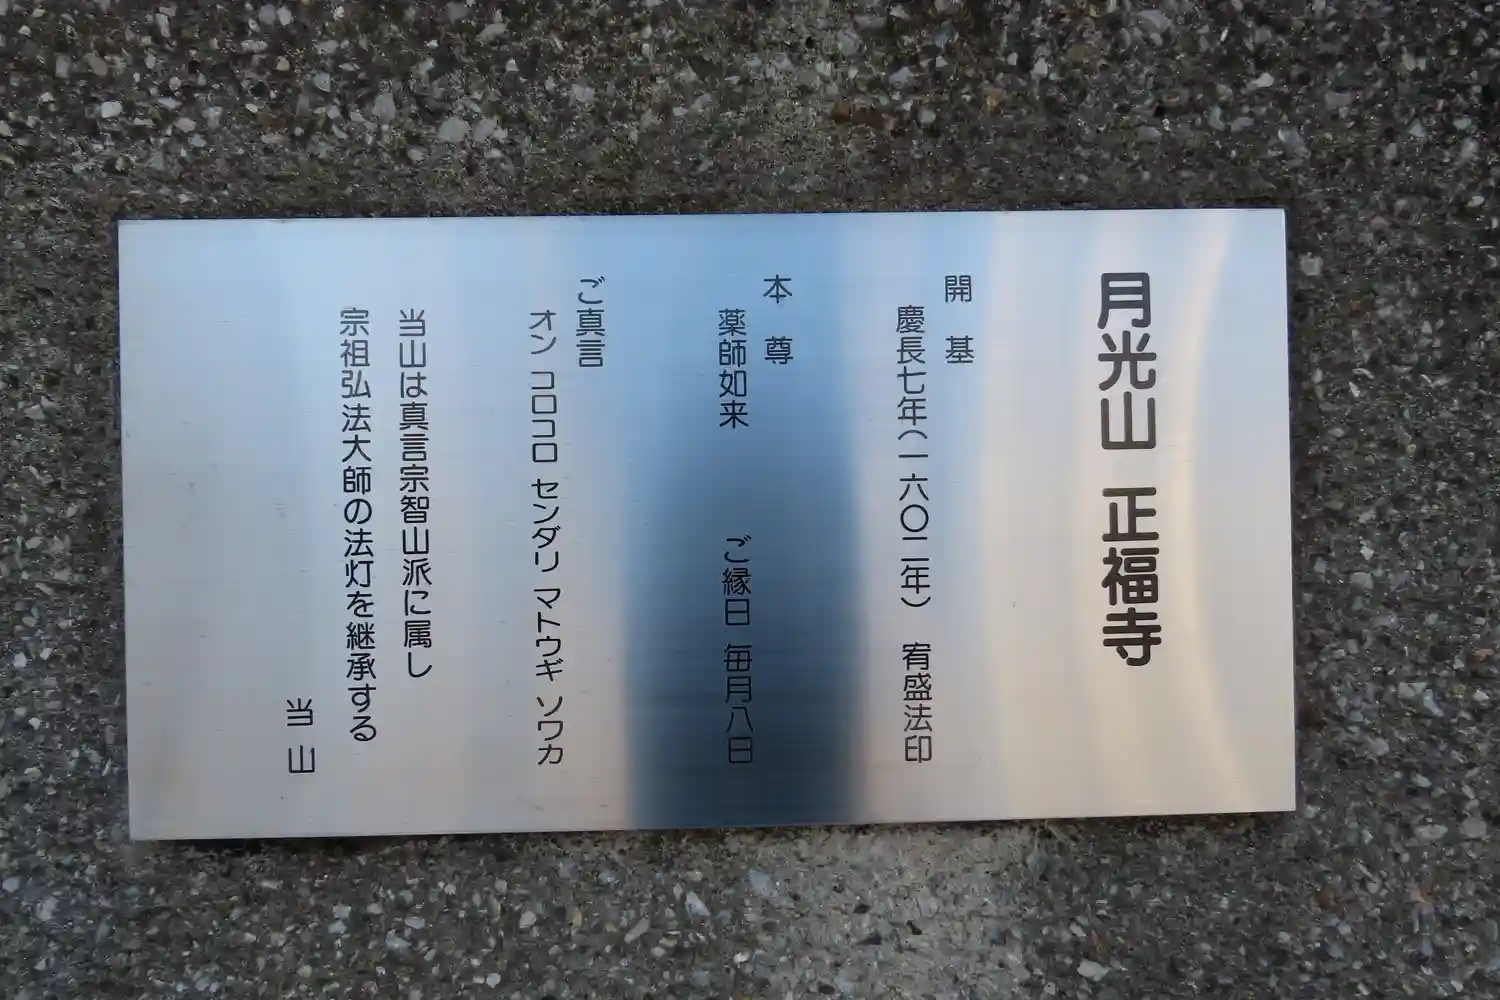 月光山 正福寺
開基
慶長七年(一六〇二年) 宥盛法印
本尊
薬師如来 ご縁日 毎月八日
ご真言
オン コロコロ センダリ マトウギ ソワカ
当山は真言宗智山派に属し
宗祖弘法大師の法灯を継承する
当山